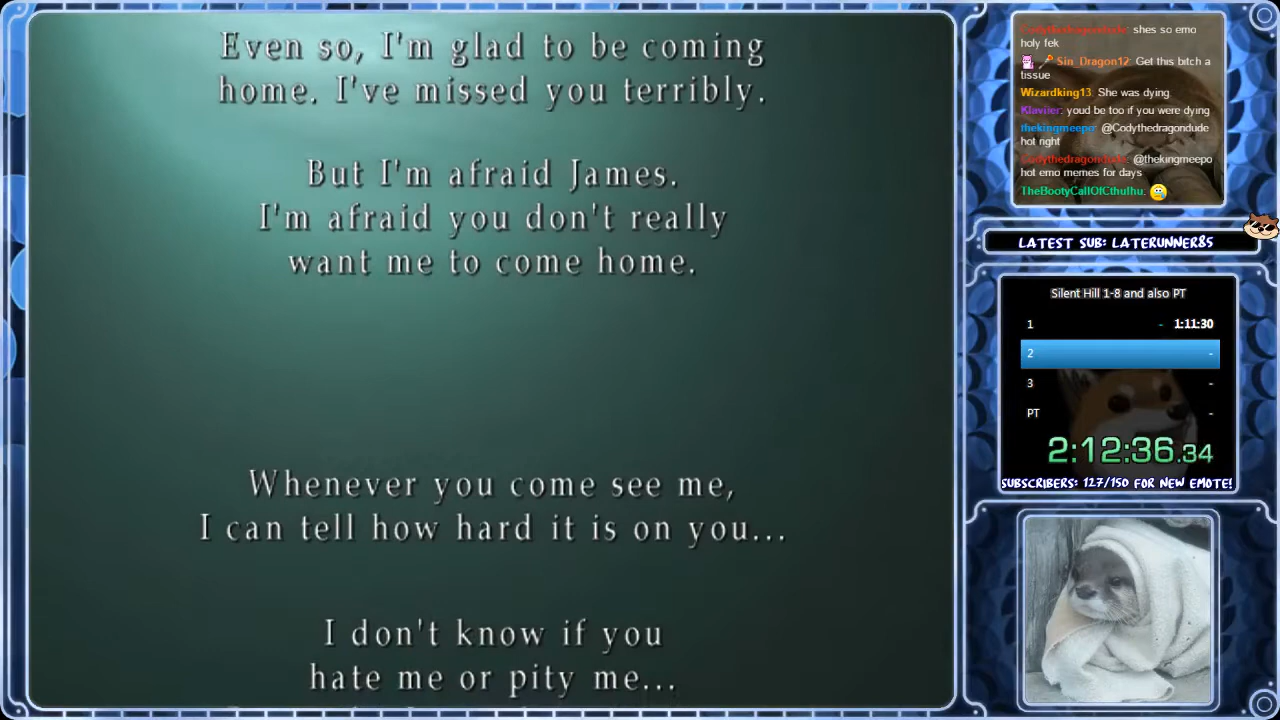 Even so, I'm glad to be coming
home. I've missed you terribly.
But I'm afraid James.
I'm afraid you don't really
want me to come home.
Whenever you come see me,
I can tell how hard it is on you...
I don't know if you
hate me or pity me...
Codythedragondude: shes so emo
holy fek
Sin_Dragon12: Get this bitch a
tissue
Wizardking13: She was dying
Klaviier: youd be too if you were dying
thekingmeepo: @Codythedragondude
hot right
Codythedragondude: @thekingmeepo
hot emo memes for days
TheBootyCallOfCthulhu:
LATEST SUB: LATERUNNER85
Silent Hill 1-8 and also PT
1 - 1:11:30
2 -
3 -
PT -
2:12:36.34
SUBSCRIBERS: 127/150 FOR NEW EMOTE!